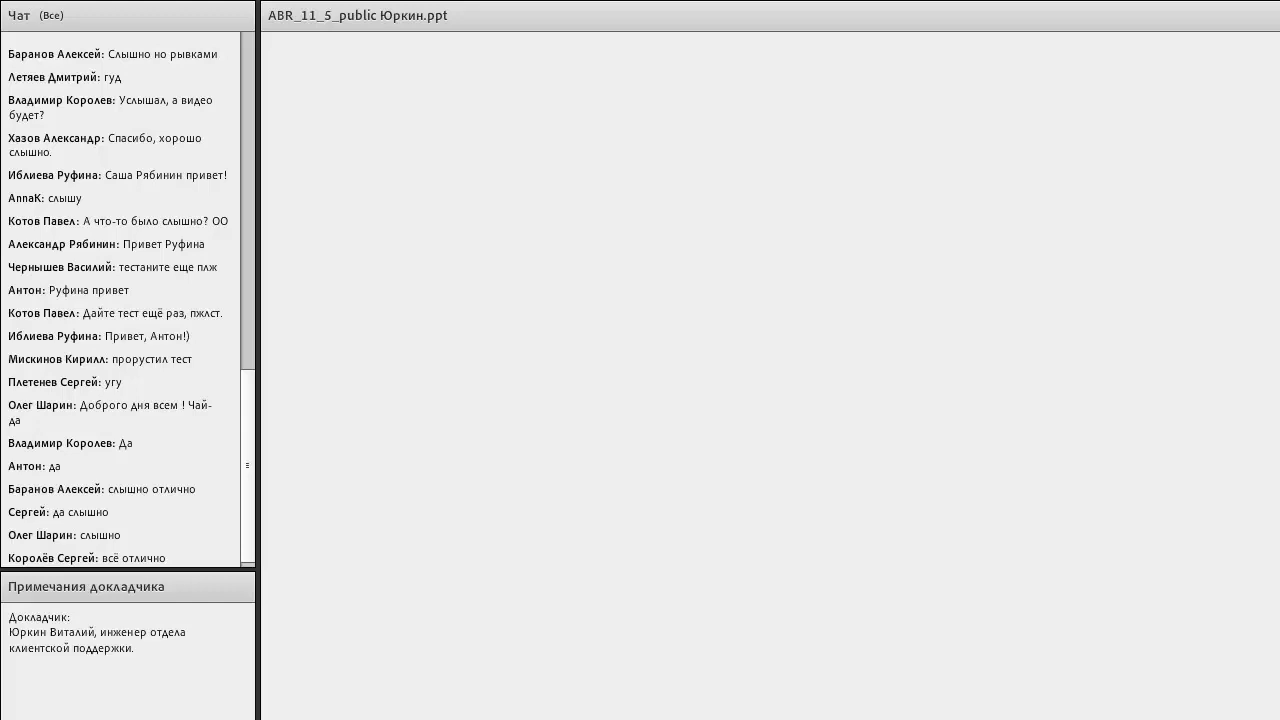 Чат (Все)
Баранов Алексей: Слышно но рывками
Летяев Дмитрий: гуд
Владимир Королев: Услышал, а видео
будет?
Хазов Александр: Спасибо, хорошо
слышно.
Иблиева Руфина: Саша Рябинин привет!
AnnaK: слышу
Котов Павел: А что-то было слышно? ОО
Александр Рябинин: Привет Руфина
Чернышев Василий: тестаните еще плж
Антон: Руфина привет
Котов Павел: Дайте тест ещё раз, пжлст.
Иблиева Руфина: Привет, Антон!)
Мискинов Кирилл: прорустил тест
Плетенев Сергей: угу
Олег Шарин: Доброго дня всем ! Чай-
да
Владимир Королев: Да
Антон: да
Баранов Алексей: слышно отлично
Сергей: да слышно
Олег Шарин: слышно
Королёв Сергей: всё отлично
Примечания докладчика
Докладчик:
Юркин Виталий, инженер отдела
клиентской поддержки.
ABR_11_5_public Юркин.ppt